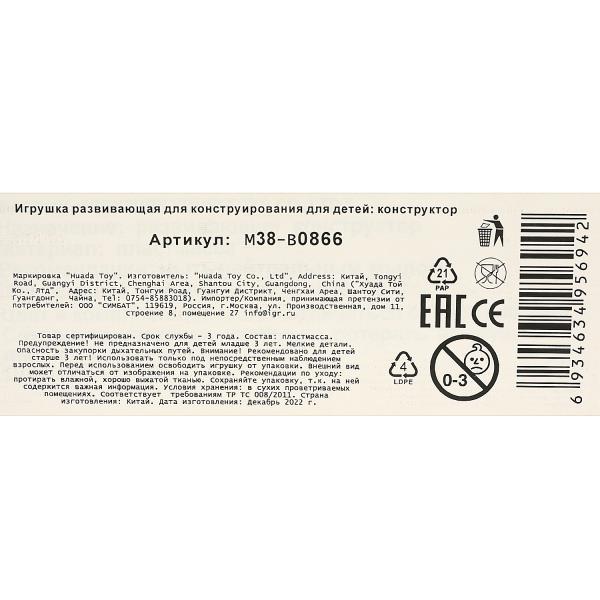 Игрушка развивающая для конструирования для детей: конструктор
Артикул: М38-В0866
Маркировка "Huada Toy". Изготовитель: "Huada Toy Co., Ltd", Address: Китай, Tongyi
Road, Guangyi District, Chenghai Area, Shantou City, Guangdong, China ("Хуада Той
Ко., Лтд", Адрес: Китай, Тонгуи Роад, Гуангуи Дистрикт, Ченгхаи Ареа, Шантоу Сити,
Гуангдонг, Чайна, Tel: 0754-85883018). Импортер/Компания, принимающая претензии от
потребителей: ООО "СИМБАТ", 119619, Россия, г.Москва, ул. Производственная, дом 11,
строение 8, помещение 27 info@igr.ru
Товар сертифицирован. Срок службы – 3 года. Состав: пластмасса.
Предупреждение! Не предназначено для детей младше 3 лет. Мелкие детали.
Опасность закупорки дыхательных путей. Внимание! Рекомендовано для детей
старше 3 лет! Использовать только под непосредственным наблюдением
взрослых. Перед использованием освободить игрушку от упаковки. Внешний вид
может отличаться от изображения на упаковке. Рекомендации по уходу:
протирать влажной, хорошо выжатой тканью. Сохраняйте упаковку, т.к. на ней
содержится важная информация. Условия хранения: в сухих проветриваемых
помещениях. Соответствует требованиям ТР ТС 008/2011. Страна
изготовления: Китай. Дата изготовления: Декабрь 2022 г.
21
PAP
EAC CE
4
LDPE
0-3
6 934634 956942